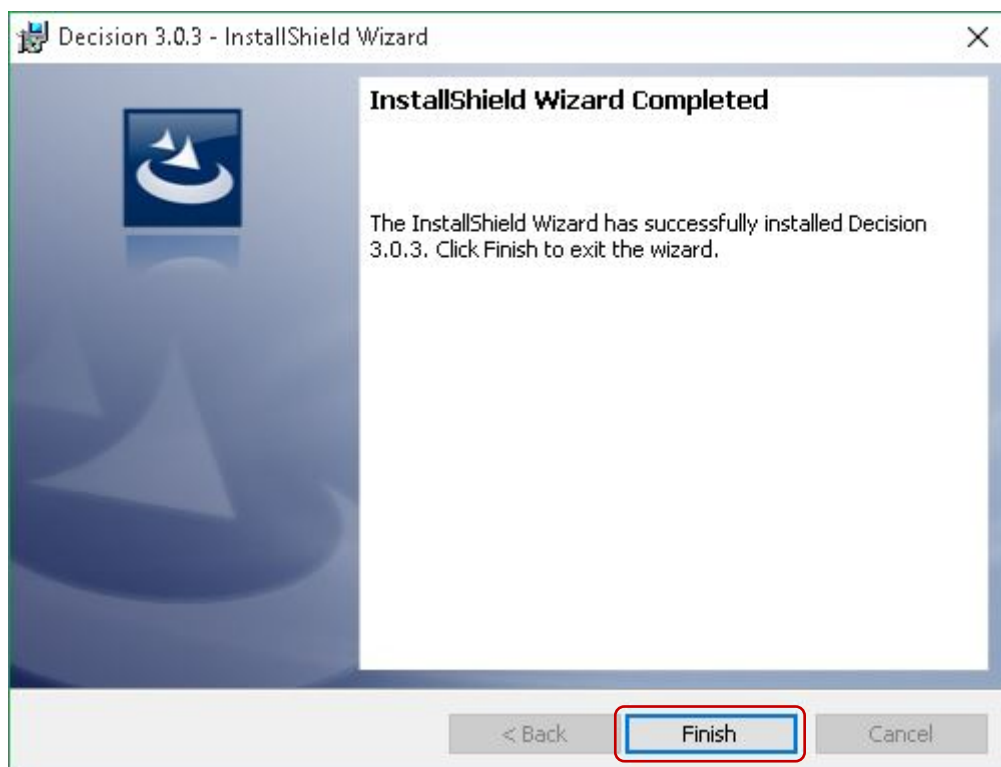 Decision 3.0.3 - InstallShield Wizard
InstallShield Wizard Completed
The InstallShield Wizard has successfully installed Decision
3.0.3. Click Finish to exit the wizard.
< Back
Finish
Cancel